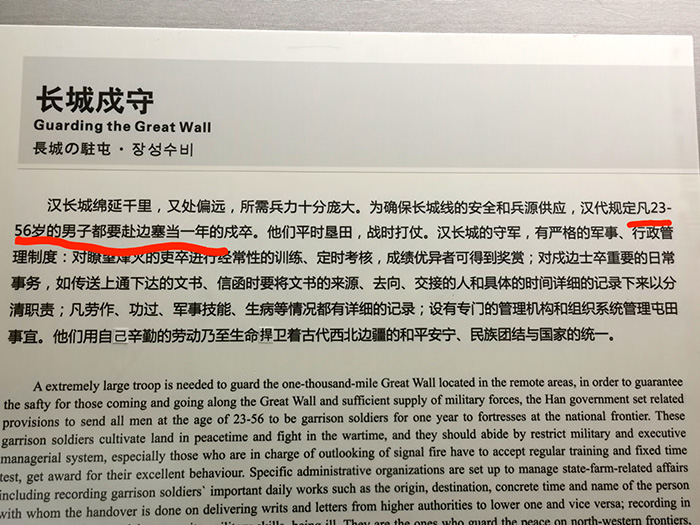 长城戍守
Guarding the Great Wall
長城の駐屯・장성수비
汉长城绵延千里，又处偏远，所需兵力十分庞大。为确保长城线的安全和兵源供应，汉代规定凡23-
56岁的男子都要赴边塞当一年的戍卒。他们平时垦田，战时打仗。汉长城的守军，有严格的军事、行政管
理制度：对瞭望烽火的吏卒进行经常性的训练、定时考核，成绩优异者可得到奖赏；对戍边士卒重要的日常
事务，如传送上通下达的文书、信函时要将文书的来源、去向、交接的人和具体的时间详细的记录下来以分
清职责；凡劳作、功过、军事技能、生病等情况都有详细的记录；设有专门的管理机构和组织系统管理屯田
事宜。他们用自己辛勤的劳动乃至生命捍卫着古代西北边疆的和平安宁、民族团结与国家的统一。
A extremely large troop is needed to guard the one-thousand-mile Great Wall located in the remote areas, in order to guarantee
the safty for those coming and going along the Great Wall and sufficient supply of military forces, the Han government set related
provisions to send all men at the age of 23-56 to be garrison soldiers for one year to fortresses at the national frontier. These
garrison soldiers cultivate land in peacetime and fight in the wartime, and they should abide by restrict military and executive
managerial system, especially those who are in charge of outlooking of signal fire have to accept regular training and fixed time
test, get award for their excellent behaviour. Specific administrative organizations are set up to manage state-farm-related affairs
including recording garrison soldiers' important daily works such as the origin, destination, concrete time and name of the person
with whom the handover is done on delivering writs and letters from higher authorities to lower one and vice versa; recording in
being ill. They are the ones who guard the peace on north-western frontier,